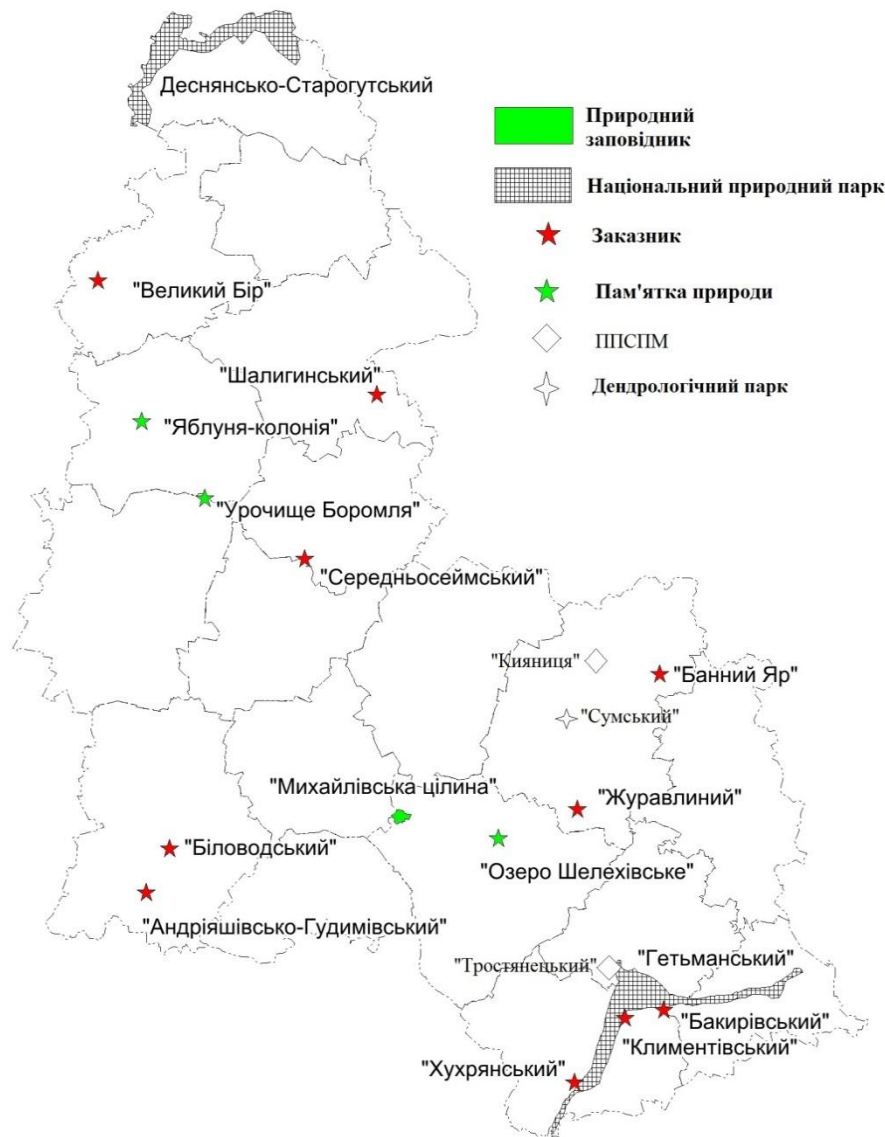 Деснянсько-Старогутський
Природний
заповідник
Національний природний парк
Заказник
"Великий Бір"
Пам'ятка природи
ППСПМ
"Шалигинський"
Дендрологічний парк
"Яблуня-колонія"
"Урочище Боромля"
"Середньосеймський"
"Кияниця"
"Банний Яр"
"Сумський"
"Михайлівська цілина"
"Журавлиний"
"Біловодський"
"Озеро Шелехівське"
"Андріяшівсько-Гудимівський"
"Тростянецький"
"Гетьманський"
"Бакирівський"
"Климентівський"
"Хухрянський"